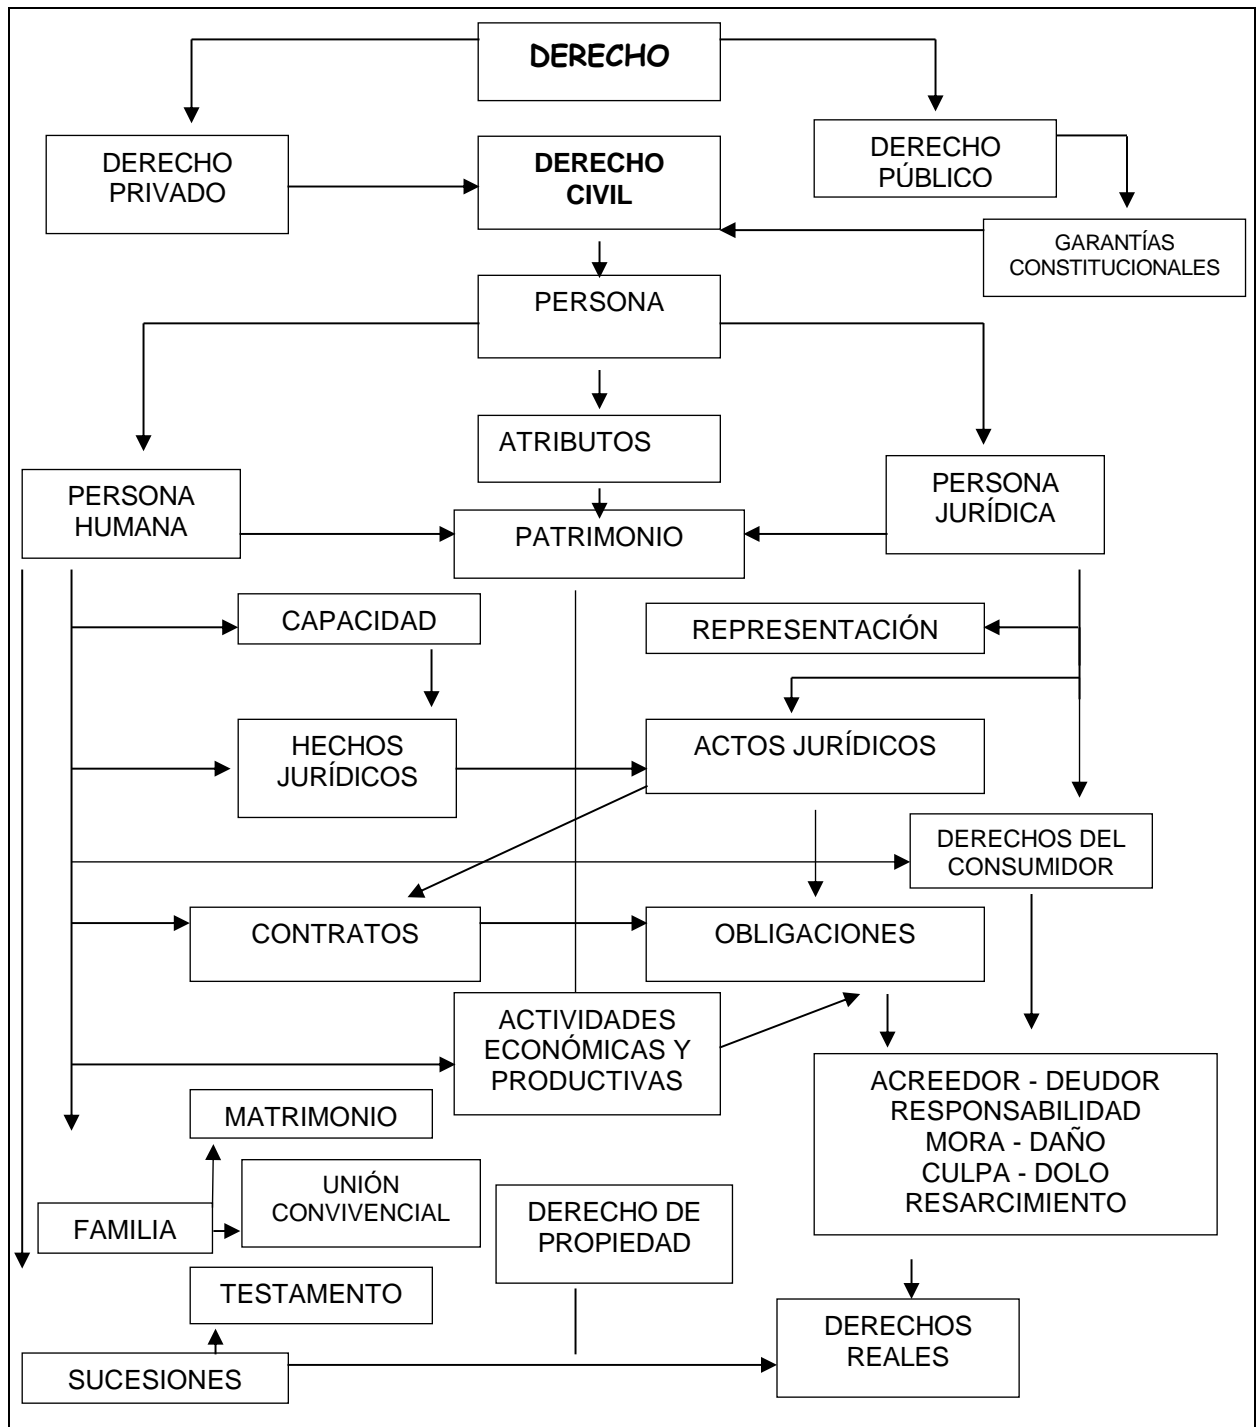 DERECHO
DERECHO
PRIVADO
DERECHO
CIVIL
DERECHO
PÚBLICO
GARANTÍAS
CONSTITUCIONALES
PERSONA
ATRIBUTOS
PERSONA
HUMANA
PERSONA
JURÍDICA
PATRIMONIO
CAPACIDAD
REPRESENTACIÓN
HECHOS
JURÍDICOS
ACTOS JURÍDICOS
DERECHOS DEL
CONSUMIDOR
CONTRATOS
OBLIGACIONES
ACTIVIDADES
ECONÓMICAS Y
PRODUCTIVAS
ACREEDOR - DEUDOR
RESPONSABILIDAD
MORA - DAÑO
CULPA - DOLO
RESARCIMIENTO
MATRIMONIO
UNIÓN
CONVIVENCIAL
FAMILIA
DERECHO DE
PROPIEDAD
TESTAMENTO
DERECHOS
REALES
SUCESIONES